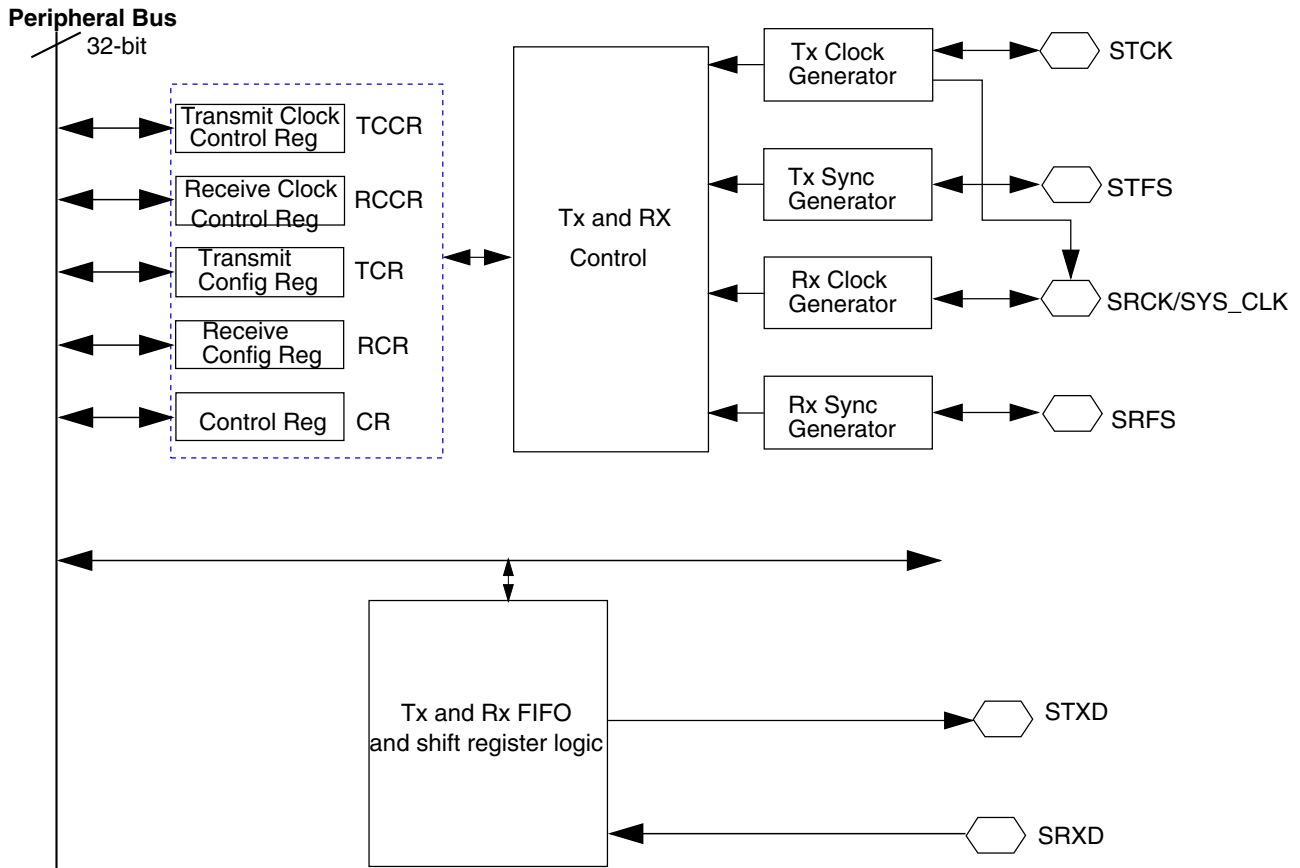 Peripheral Bus
32-bit
Transmit Clock
Control Reg
TCCR
Receive Clock
Control Reg
RCCR
Transmit
Config Reg
TCR
Receive
Config Reg
RCR
Control Reg
CR
Tx and RX
Control
Tx Clock
Generator
STCK
Tx Sync
Generator
STFS
Rx Clock
Generator
SRCK/SYS_CLK
Rx Sync
Generator
SRFS
Tx and Rx FIFO
and shift register logic
STXD
SRXD